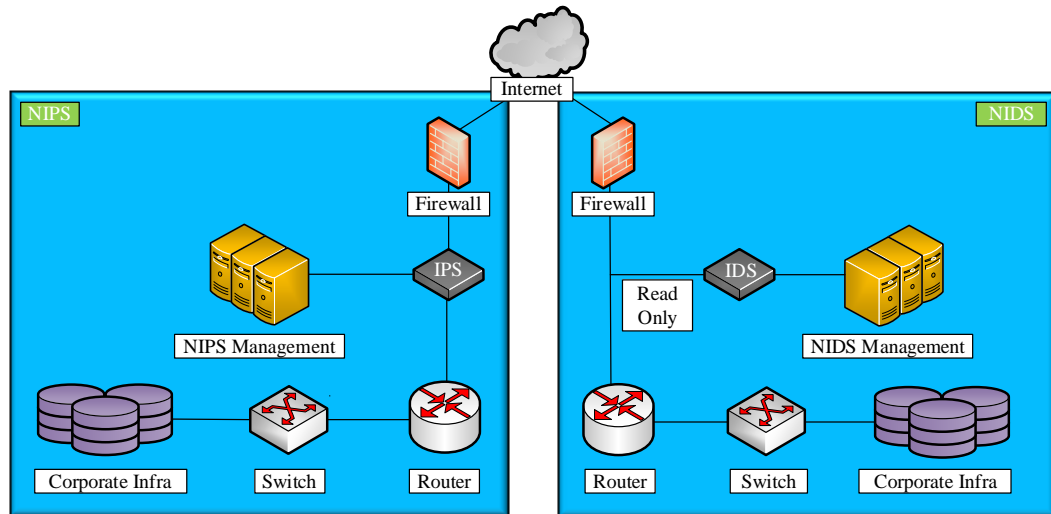 Internet
NIPS
NIDS
Firewall
Firewall
IPS
IDS
Read
Only
NIPS Management
NIDS Management
Corporate Infra
Switch
Router
Router
Switch
Corporate Infra